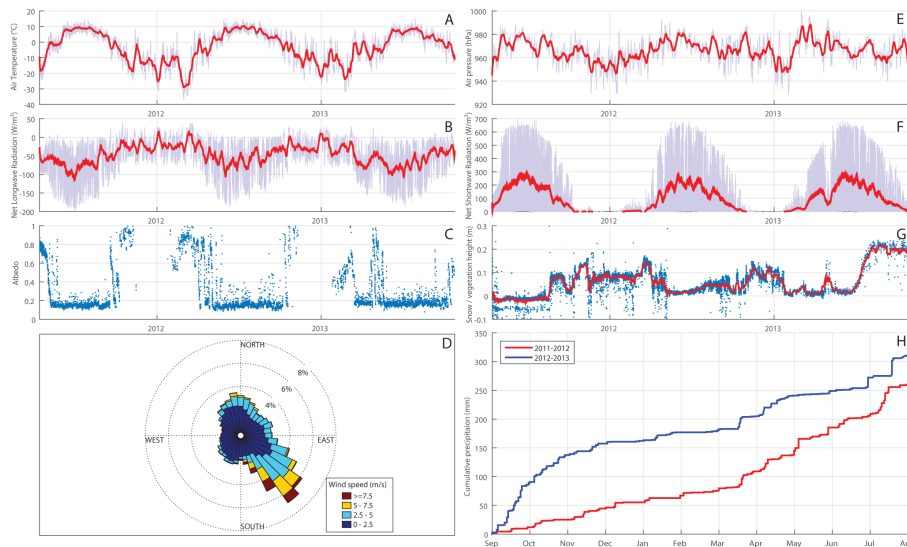 A
Air Temperature (°C)
20
10
0
-10
-20
-30
-40
2012
2013
B
Net Longwave Radiation (W/m²)
50
0
-50
-100
-150
-200
2012
2013
C
Albedo
1
0.8
0.6
0.4
0.2
0
2012
2013
D
NORTH
8%
6%
4%
WEST
EAST
SOUTH
Wind speed (m/s)
>=7.5
5 - 7.5
2.5 - 5
0 - 2.5
E
Air pressure (hPa)
1000
980
960
940
920
2012
2013
F
Net Shortwave Radiation (W/m²)
700
600
500
400
300
200
100
0
2012
2013
G
Snow / vegetation height (m)
0.3
0.2
0.1
0
-0.1
2012
2013
H
2011-2012
2012-2013
Cumulative precipitaion (mm)
350
300
250
200
150
100
50
0
Sep Oct Nov Dec Jan Feb Mar Apr May Jun Jul Au